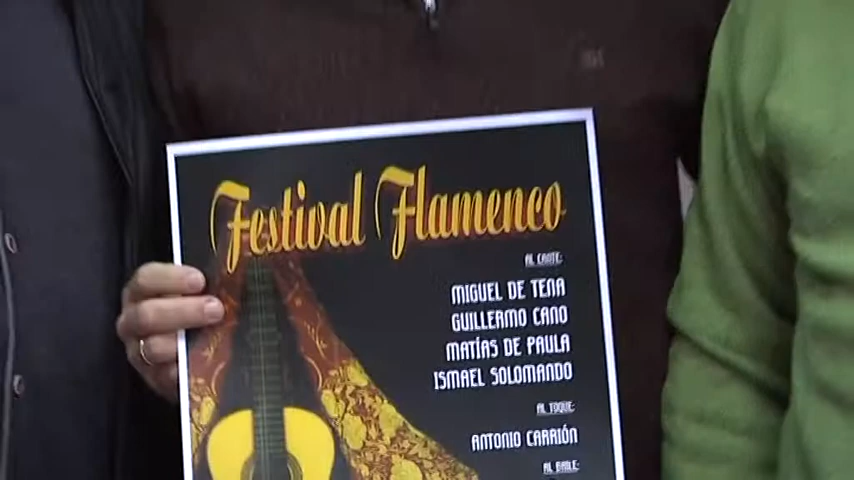 Festival Flamenco
AL CANTE:
MIGUEL DE TENA
GUILLERMO CANO
MATÍAS DE PAULA
ISMAEL SOLOMANDO
AL TOQUE:
ANTONIO CARRIÓN
AL BAILE: